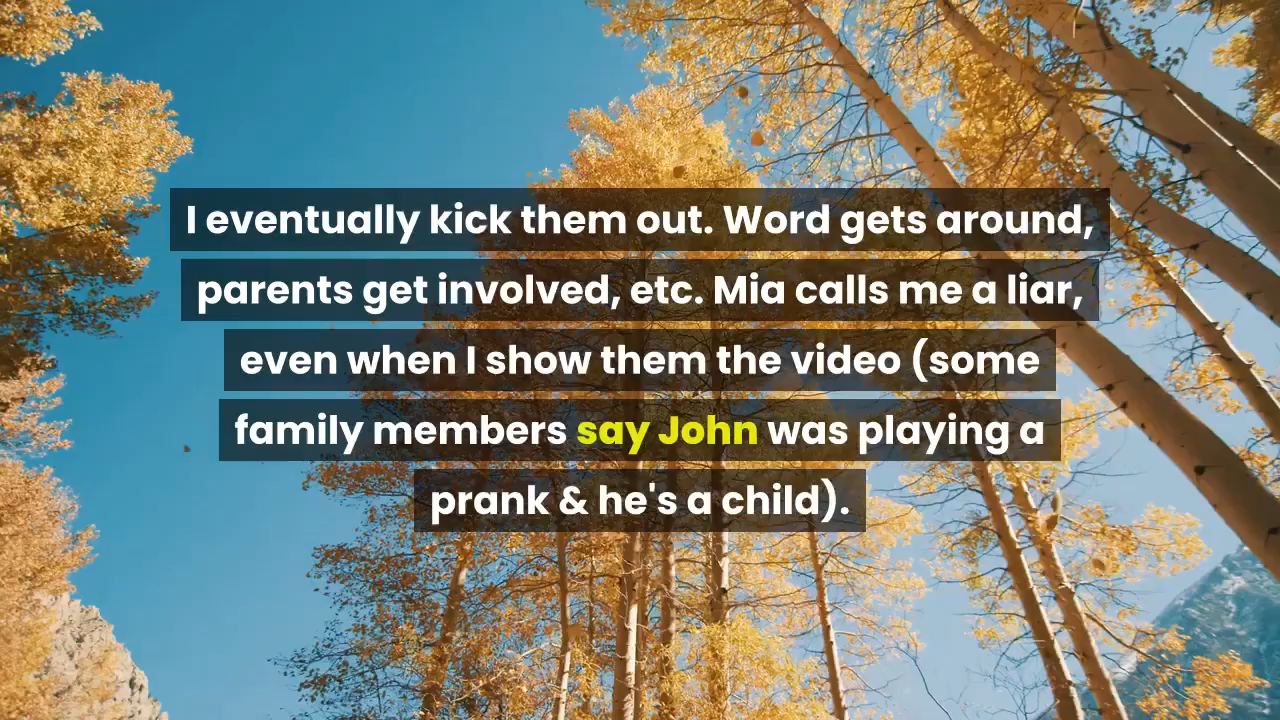 I eventually kick them out. Word gets around,
parents get involved, etc. Mia calls me a liar,
even when I show them the video (some
family members say John was playing a
prank & he's a child).